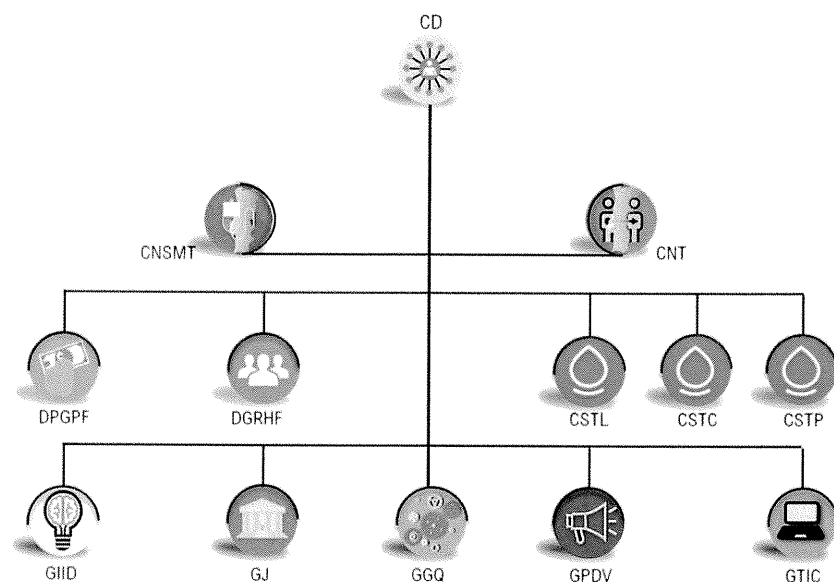 CD
CNSMT
CNT
DPGPF
DGRHF
CSTL
CSTC
CSTP
GIID
GJ
GGQ
GPDV
GTIC